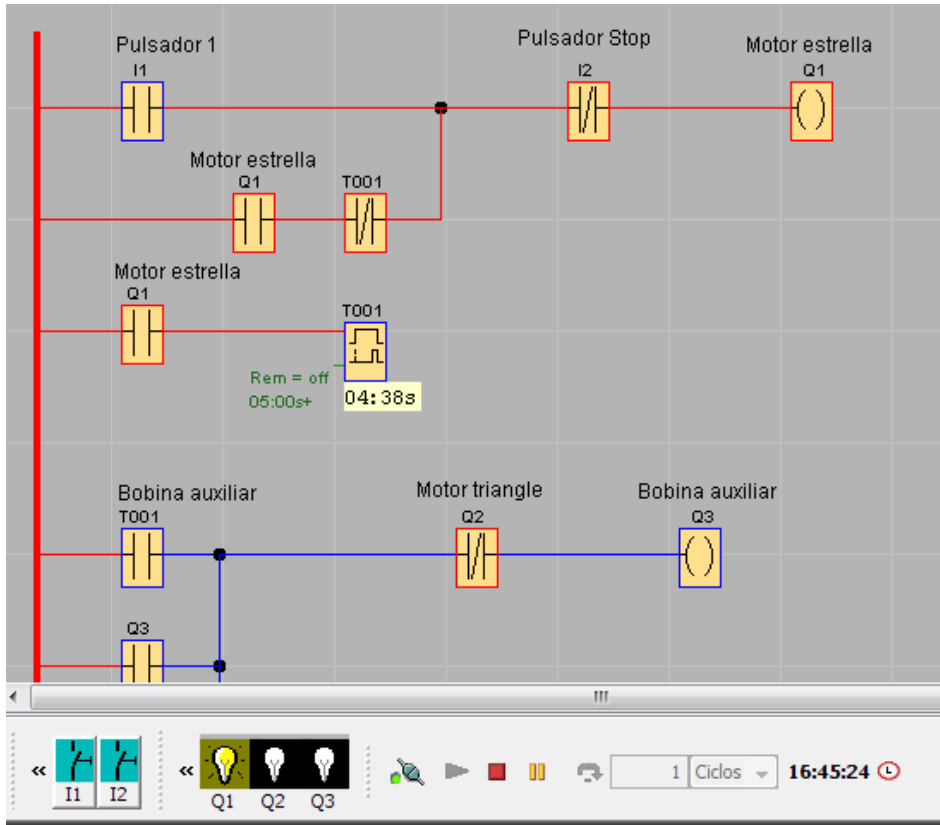 Pulsador 1
I1
Pulsador Stop
I2
Motor estrella
Q1
Motor estrella
Q1
T001
Motor estrella
Q1
T001
Rem = off
05:00s+
04:38s
Bobina auxiliar
T001
Motor triangle
Q2
Bobina auxiliar
Q3
Q3
« I1 I2 « Q1 Q2 Q3 1 Ciclos 16:45:24